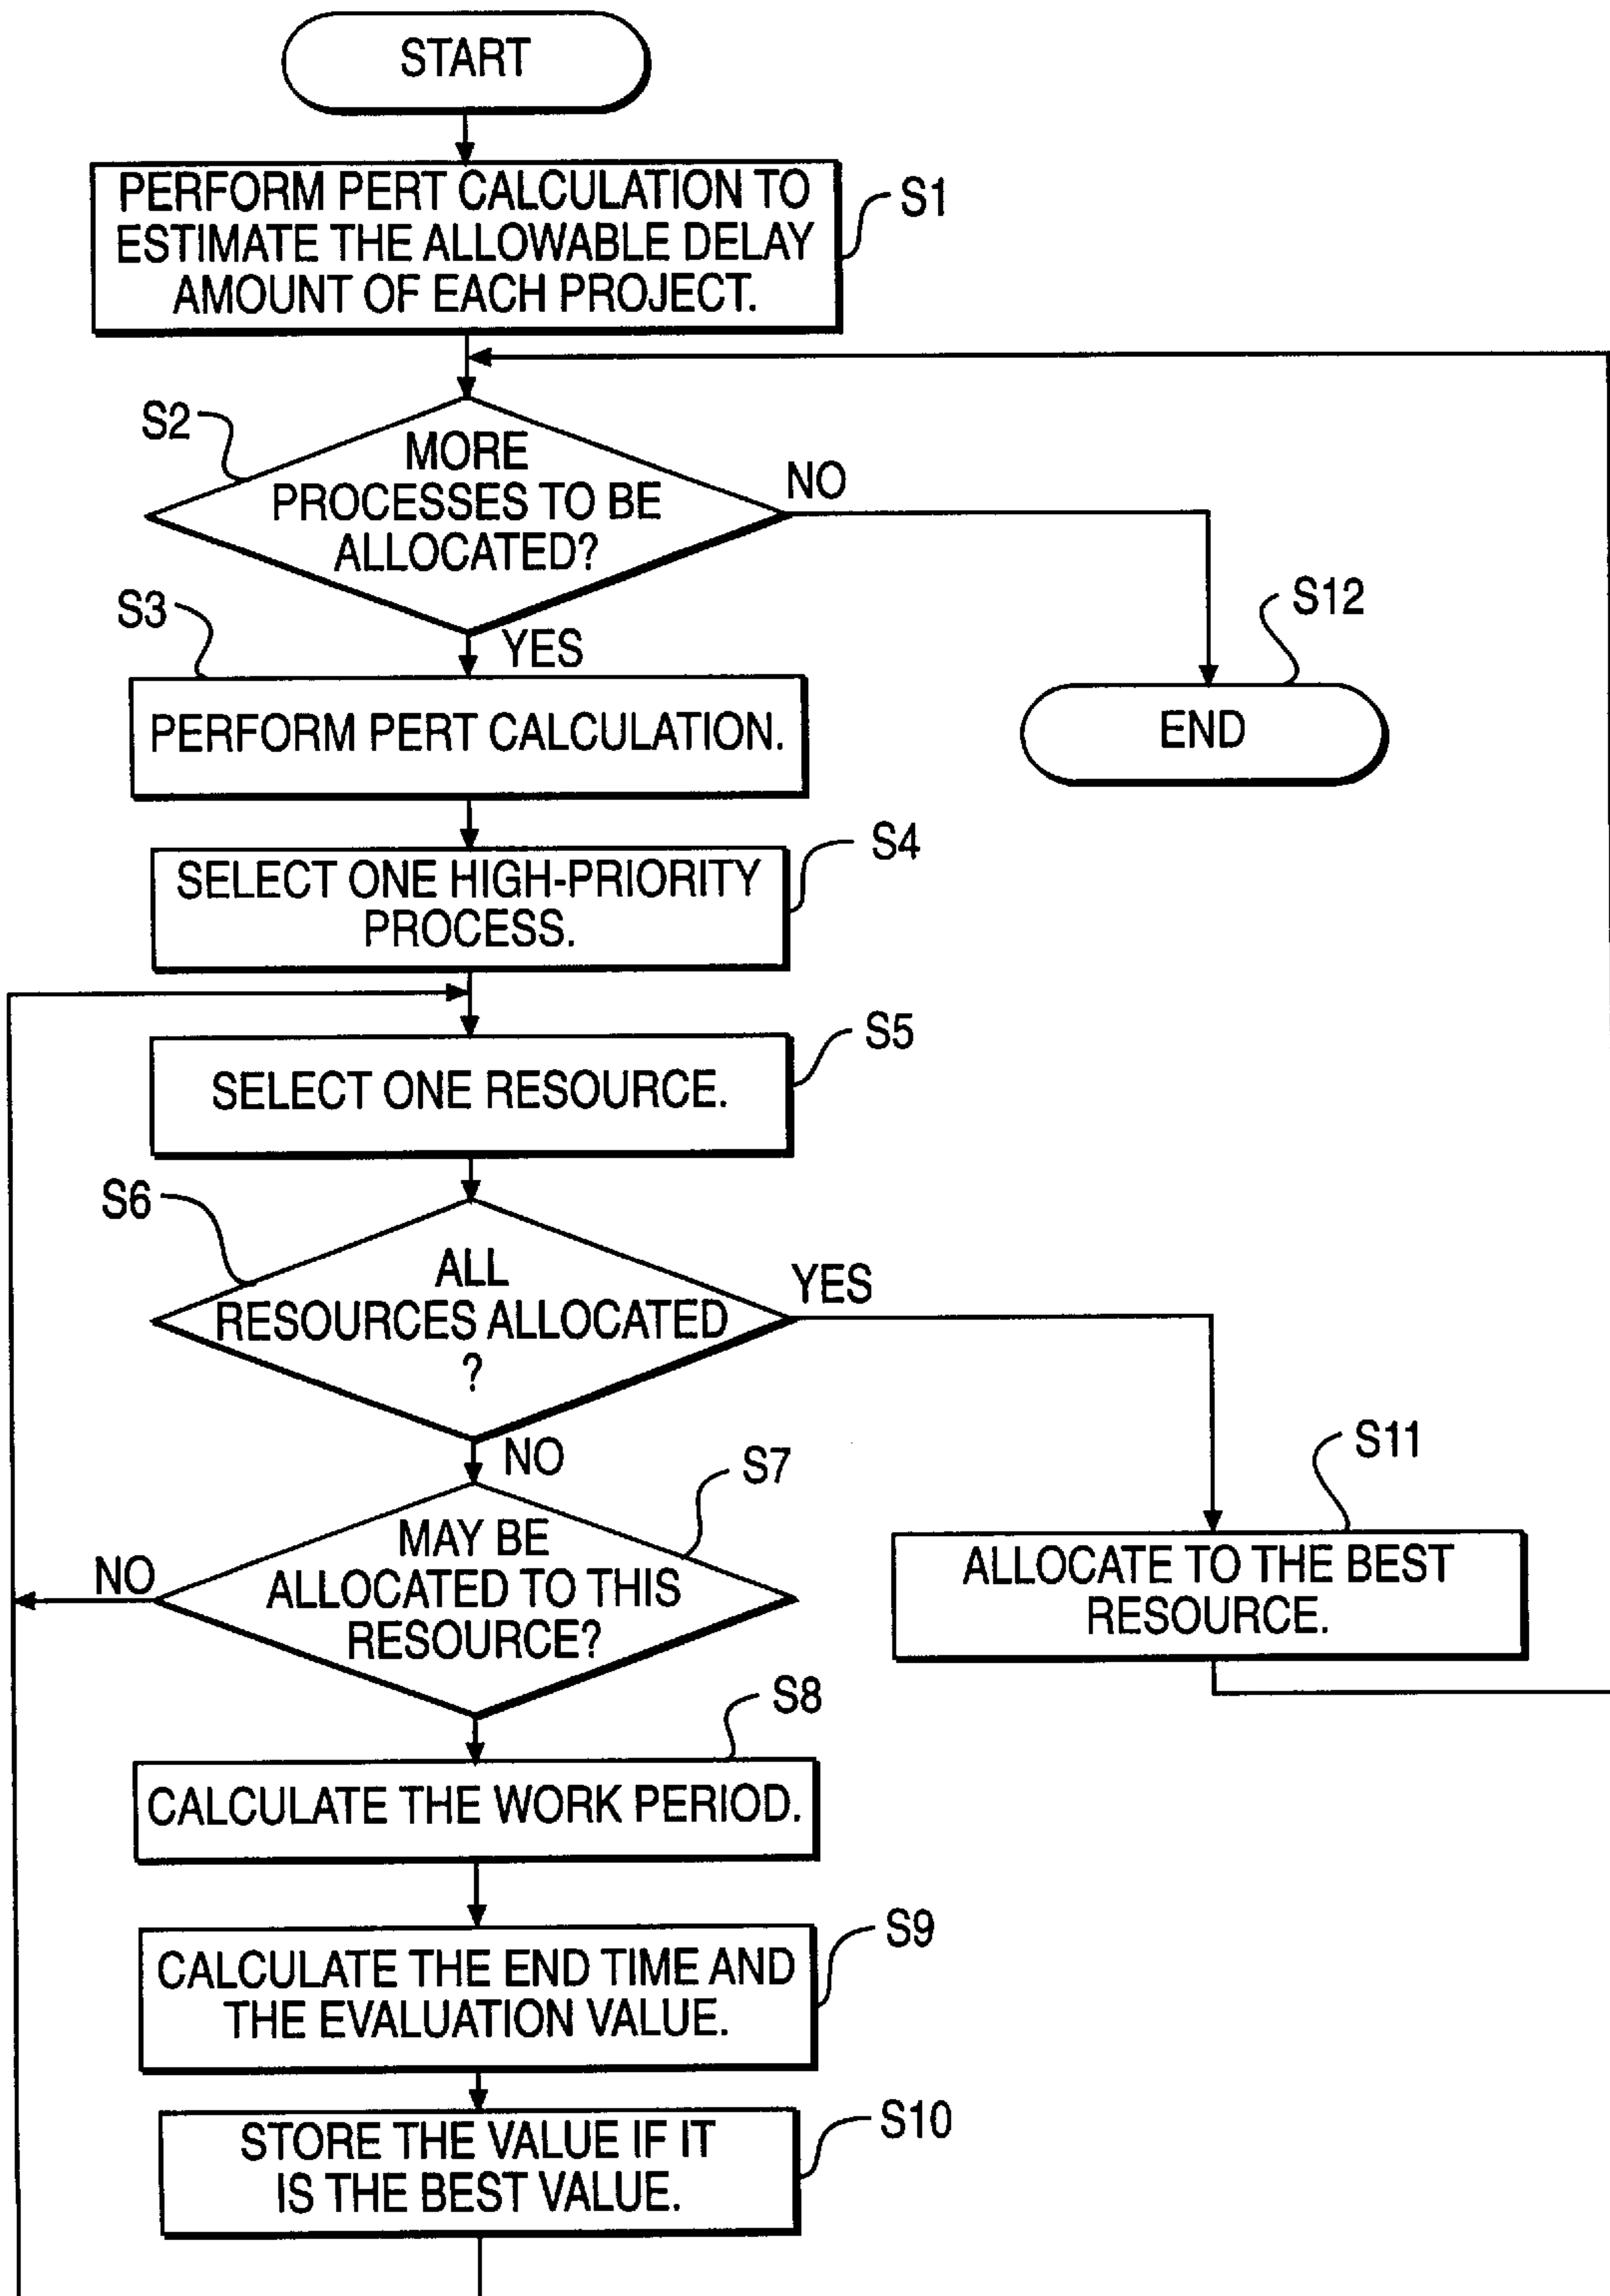 START
PERFORM PERT CALCULATION TO
ESTIMATE THE ALLOWABLE DELAY
AMOUNT OF EACH PROJECT.
S1
S2
MORE
PROCESSES TO BE
ALLOCATED?
NO
S3
YES
S12
PERFORM PERT CALCULATION.
END
S4
SELECT ONE HIGH-PRIORITY
PROCESS.
S5
SELECT ONE RESOURCE.
S6
ALL
RESOURCES ALLOCATED
?
YES
NO
S7
S11
MAY BE
ALLOCATED TO THIS
RESOURCE?
NO
ALLOCATE TO THE BEST
RESOURCE.
S8
CALCULATE THE WORK PERIOD.
S9
CALCULATE THE END TIME AND
THE EVALUATION VALUE.
S10
STORE THE VALUE IF IT
IS THE BEST VALUE.